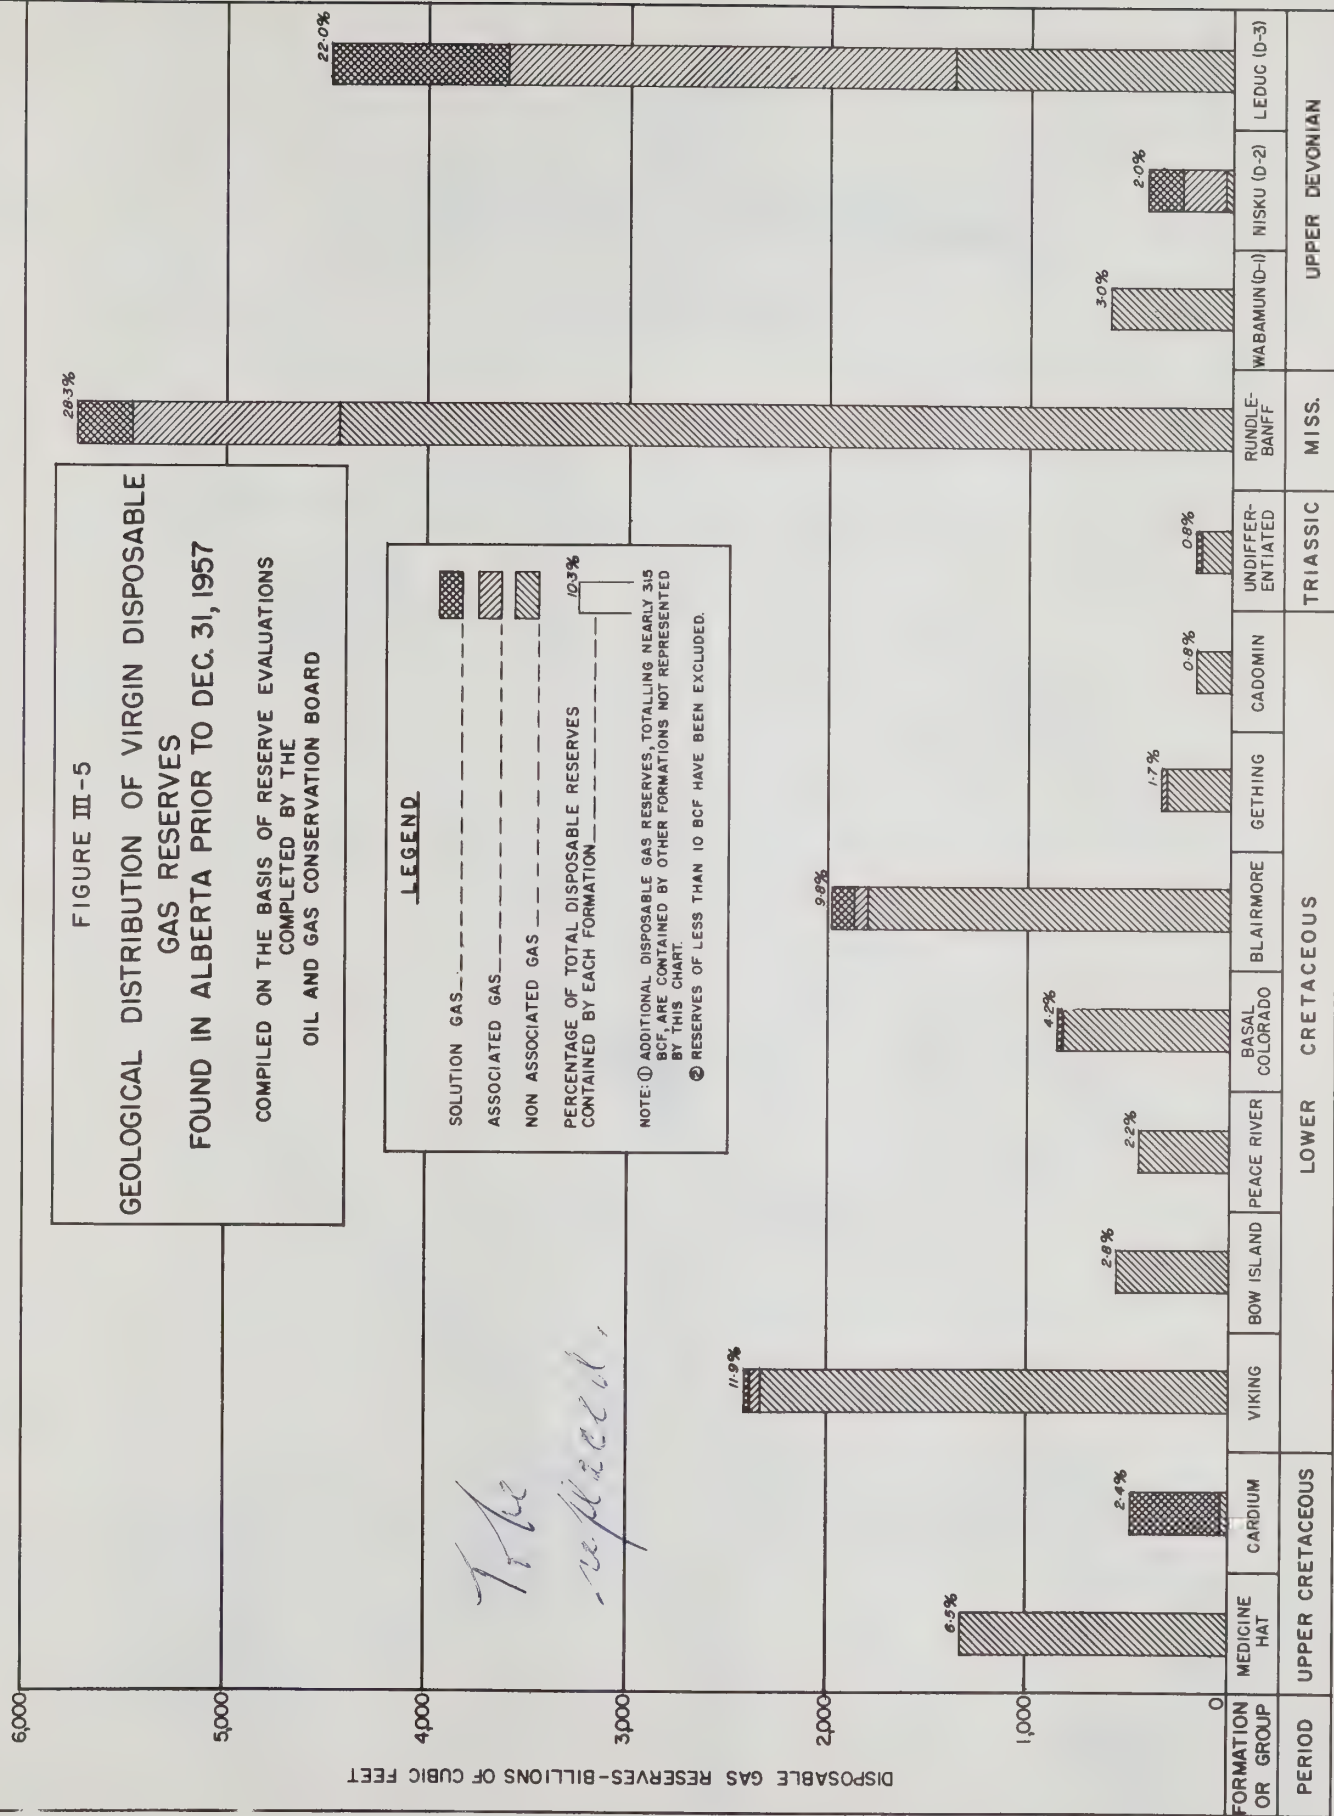 FIGURE III-5
GEOLOGICAL DISTRIBUTION OF VIRGIN DISPOSABLE
GAS RESERVES
FOUND IN ALBERTA PRIOR TO DEC. 31, 1957
COMPILED ON THE BASIS OF RESERVE EVALUATIONS
COMPLETED BY THE
OIL AND GAS CONSERVATION BOARD
LEGEND
SOLUTION GAS
ASSOCIATED GAS
NON ASSOCIATED GAS
PERCENTAGE OF TOTAL DISPOSABLE RESERVES
CONTAINED BY EACH FORMATION
10.3%
NOTE: ① ADDITIONAL DISPOSABLE GAS RESERVES, TOTALLING NEARLY 315
BCF, ARE CONTAINED BY OTHER FORMATIONS NOT REPRESENTED
BY THIS CHART.
② RESERVES OF LESS THAN 10 BCF HAVE BEEN EXCLUDED.
DISPOSABLE GAS RESERVES-BILLIONS OF CUBIC FEET
6,000
5,000
4,000
3,000
2,000
1,000
0
6.5%
2.4%
11.9%
2.8%
2.2%
4.2%
9.8%
1.7%
0.8%
0.8%
28.3%
3.0%
2.0%
22.0%
FORMATION
OR GROUP
MEDICINE
HAT
CARDIUM
VIKING
BOW ISLAND
PEACE RIVER
BASAL
COLORADO
BLAIRMORE
GETHING
CADOMIN
UNDIFFER-
ENTIATED
RUNDLE-
BANFF
WABAMUN (D-1)
NISKU (D-2)
LEDUC (D-3)
PERIOD
UPPER CRETACEOUS
LOWER CRETACEOUS
TRIASSIC
MISS.
UPPER DEVONIAN